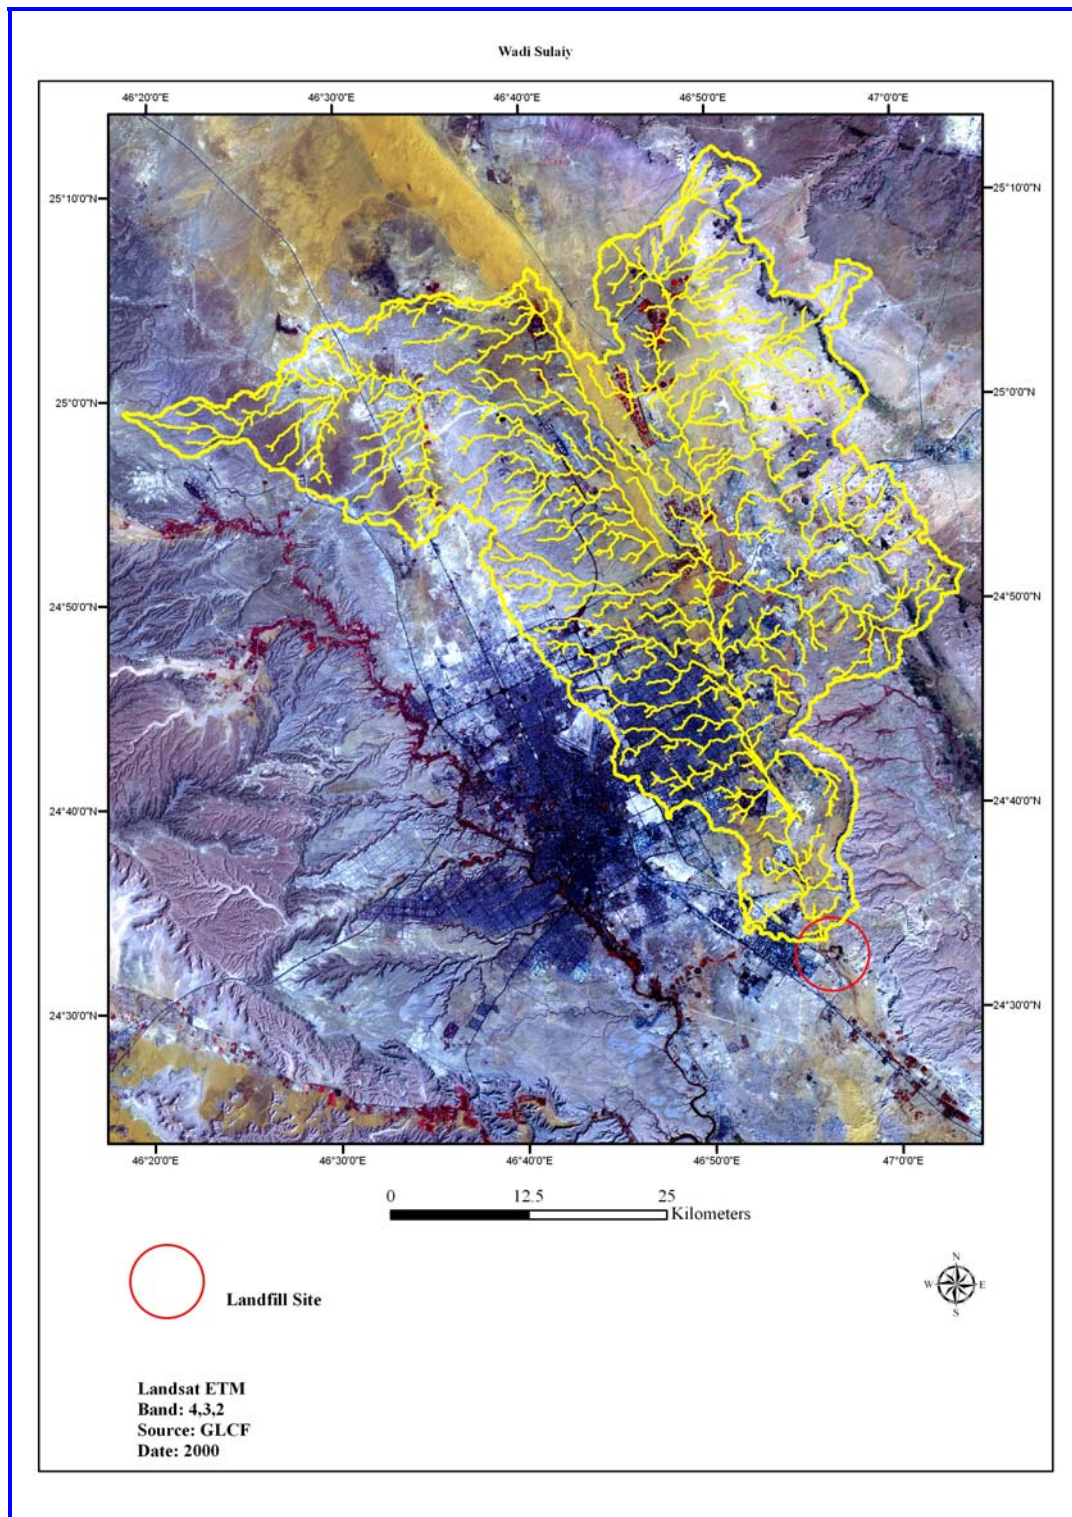 Wadi Sulaiy
46°20'0"E 46°30'0"E 46°40'0"E 46°50'0"E 47°0'0"E
25°10'0"N 25°10'0"N
25°0'0"N 25°0'0"N
24°50'0"N 24°50'0"N
24°40'0"N 24°40'0"N
24°30'0"N 24°30'0"N
46°20'0"E 46°30'0"E 46°40'0"E 46°50'0"E 47°0'0"E
0 12.5 25
Kilometers
N
W E
S
Landfill Site
Landsat ETM
Band: 4,3,2
Source: GLCF
Date: 2000